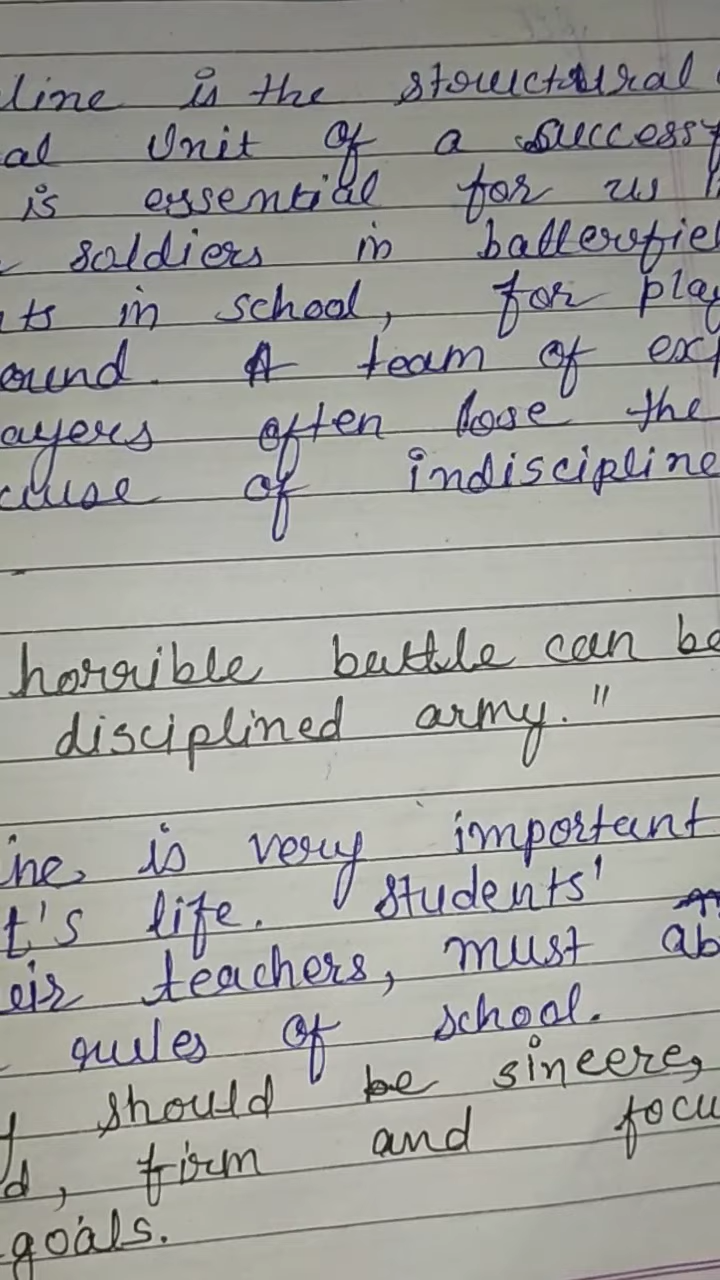 line is the structural
al Unit of a success
is essential for us
soldiers in batterofie
ts in school, for pla
ound. A team of ex
ayers often lose the
cause of indiscipline
horrible battle can be
disciplined army."
ine, is very important
t's life. Students'
eir teachers, must ab
rules of school.
should be sincere,
d, firm and focu
goals.